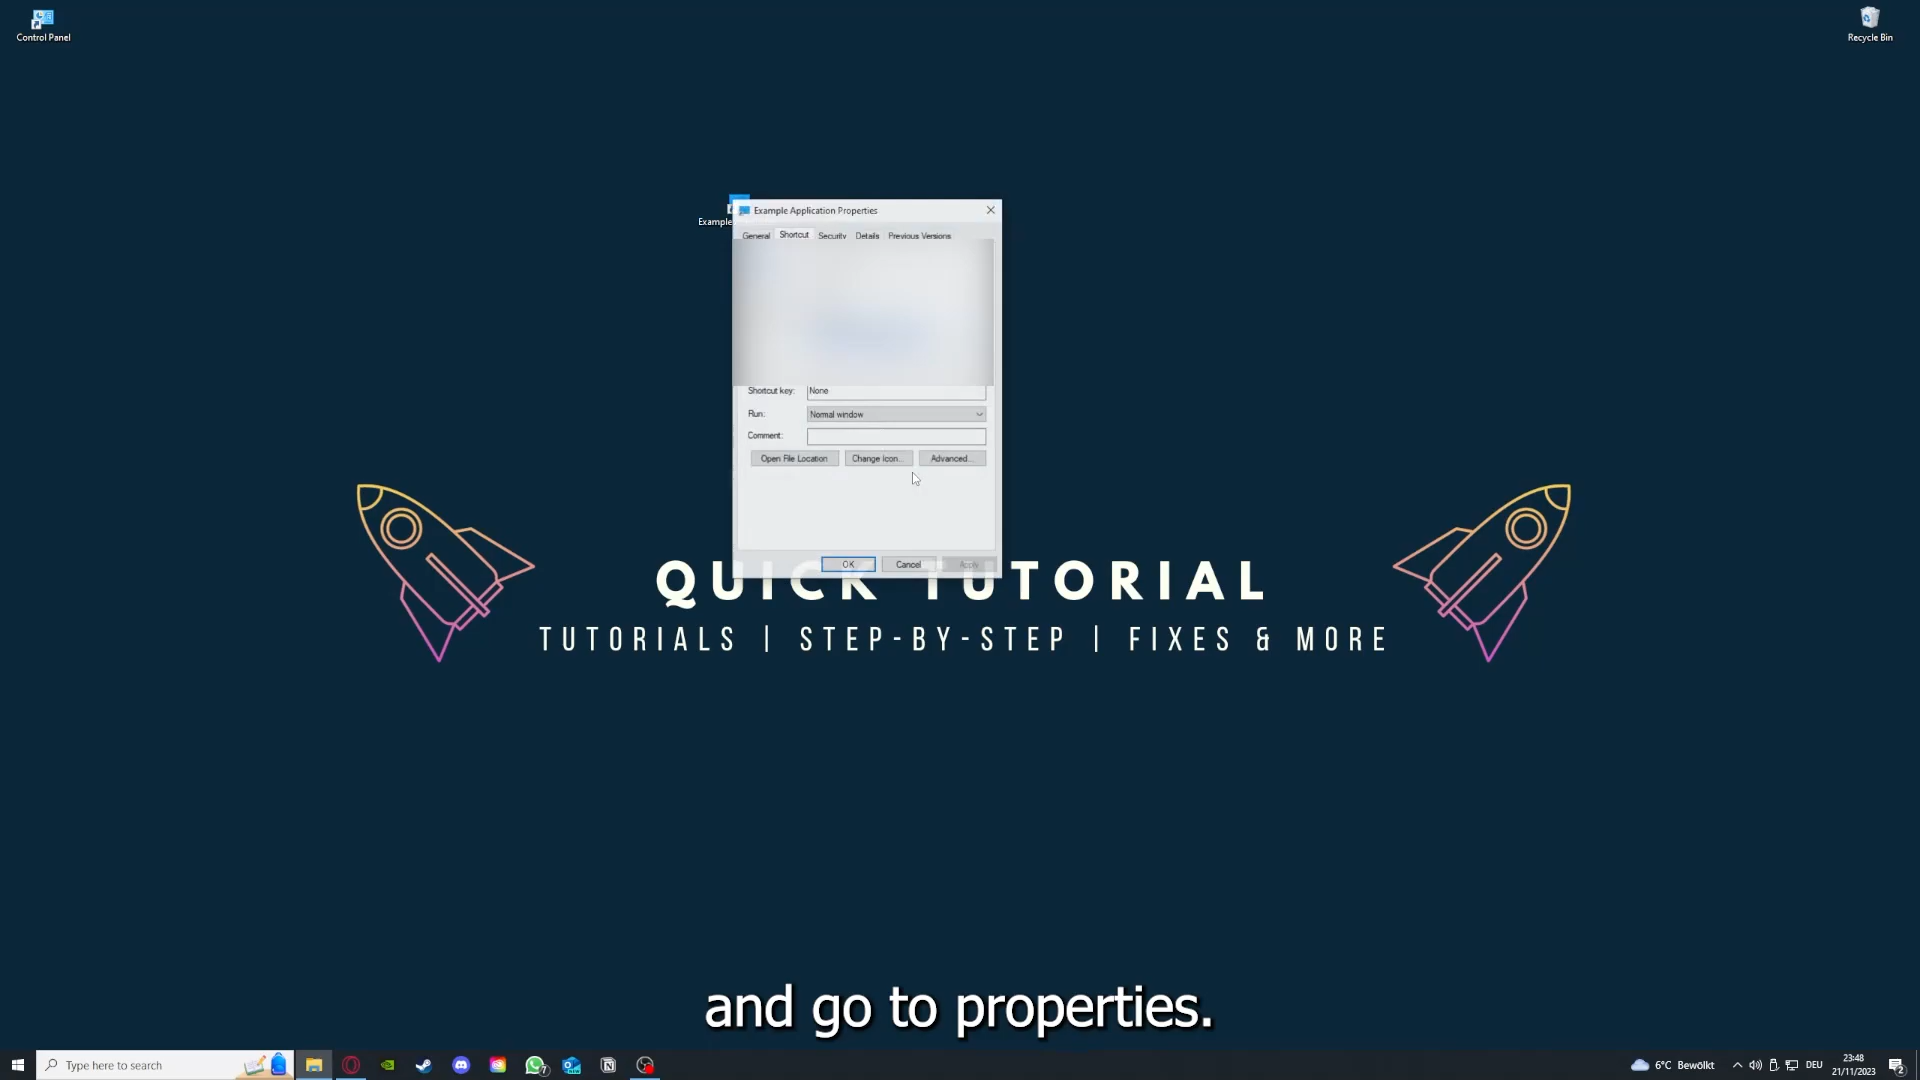 Control Panel
Recycle Bin
Example
Example Application Properties
General Shortcut Security Details Previous Versions
Shortcut key: None
Run: Normal window
Comment:
Open File Location Change Icon... Advanced...
OK Cancel Apply
QUICK TUTORIAL
TUTORIALS | STEP-BY-STEP | FIXES & MORE
and go to properties.
Type here to search
7
6°C Bewölkt
DEU
23:48
21/11/2023
2